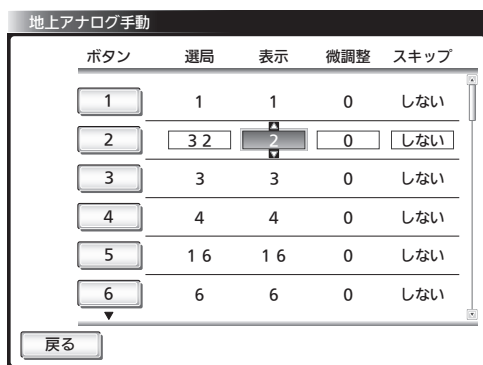 地上アナログ手動
ボタン 選局 表示 微調整 スキップ
1 1 1 0 しない
2 32 2 0 しない
3 3 3 0 しない
4 4 4 0 しない
5 16 16 0 しない
6 6 6 0 しない
戻る